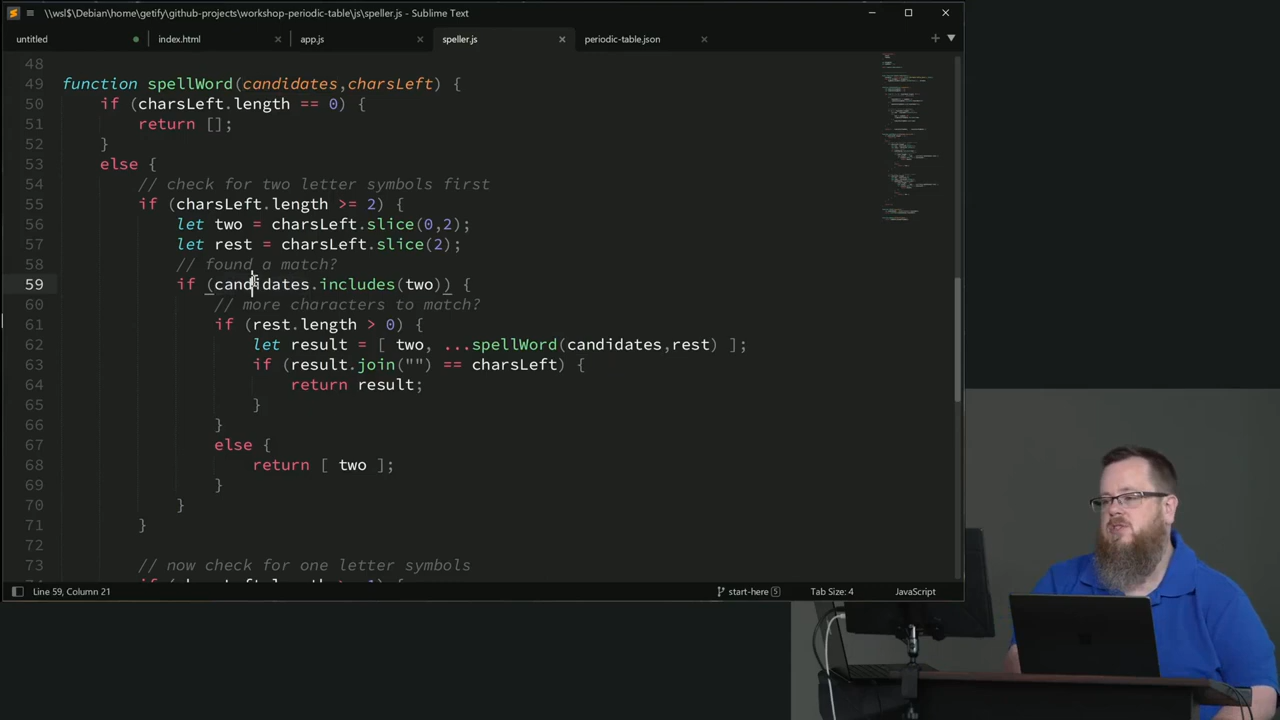 \\wsl$\Debian\home\getify\github-projects\workshop-periodic-table\js\speller.js - Sublime Text
untitled
index.html
app.js
speller.js
periodic-table.json
48
49 function spellWord(candidates,charsLeft) {
50 if (charsLeft.length == 0) {
51 return [];
52 }
53 else {
54 // check for two letter symbols first
55 if (charsLeft.length >= 2) {
56 let two = charsLeft.slice(0,2);
57 let rest = charsLeft.slice(2);
58 // found a match?
59 if (candidates.includes(two)) {
60 // more characters to match?
61 if (rest.length > 0) {
62 let result = [ two, ...spellWord(candidates,rest) ];
63 if (result.join("") == charsLeft) {
64 return result;
65 }
66 }
67 else {
68 return [ two ];
69 }
70 }
71 }
72
73 // now check for one letter symbols
Line 59, Column 21
start-here 5
Tab Size: 4
JavaScript